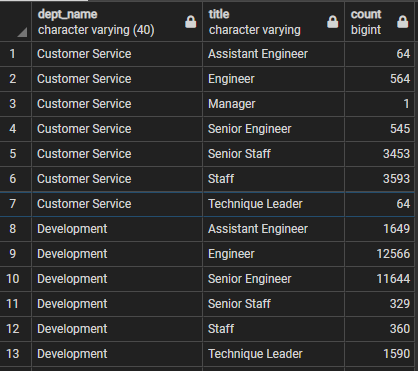 dept_name title count
character varying (40) character varying bigint
1 Customer Service Assistant Engineer 64
2 Customer Service Engineer 564
3 Customer Service Manager 1
4 Customer Service Senior Engineer 545
5 Customer Service Senior Staff 3453
6 Customer Service Staff 3593
7 Customer Service Technique Leader 64
8 Development Assistant Engineer 1649
9 Development Engineer 12566
10 Development Senior Engineer 11644
11 Development Senior Staff 329
12 Development Staff 360
13 Development Technique Leader 1590